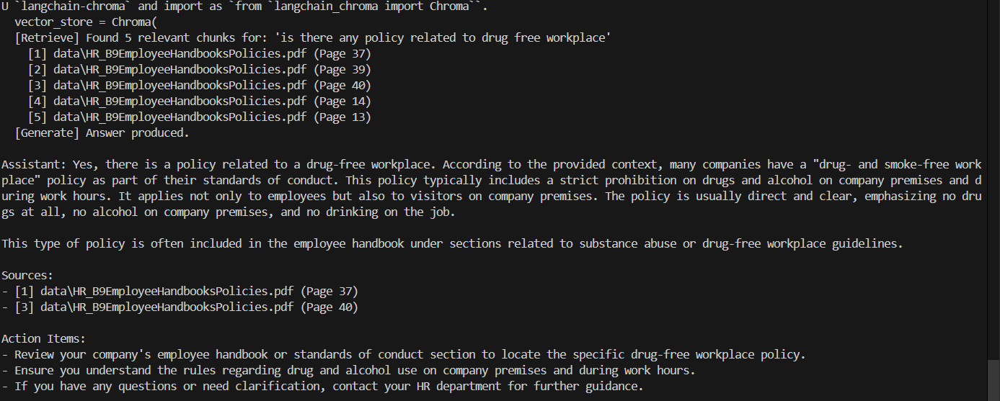 U `langchain-chroma` and import as `from `langchain_chroma import Chroma``.
  vector_store = Chroma(
  [Retrieve] Found 5 relevant chunks for: 'is there any policy related to drug free workplace'
    [1] data\HR_B9EmployeeHandbooksPolicies.pdf (Page 37)
    [2] data\HR_B9EmployeeHandbooksPolicies.pdf (Page 39)
    [3] data\HR_B9EmployeeHandbooksPolicies.pdf (Page 40)
    [4] data\HR_B9EmployeeHandbooksPolicies.pdf (Page 14)
    [5] data\HR_B9EmployeeHandbooksPolicies.pdf (Page 13)
  [Generate] Answer produced.

Assistant: Yes, there is a policy related to a drug-free workplace. According to the provided context, many companies have a "drug- and smoke-free work
place" policy as part of their standards of conduct. This policy typically includes a strict prohibition on drugs and alcohol on company premises and d
uring work hours. It applies not only to employees but also to visitors on company premises. The policy is usually direct and clear, emphasizing no dru
gs at all, no alcohol on company premises, and no drinking on the job.

This type of policy is often included in the employee handbook under sections related to substance abuse or drug-free workplace guidelines.

Sources:
- [1] data\HR_B9EmployeeHandbooksPolicies.pdf (Page 37)
- [3] data\HR_B9EmployeeHandbooksPolicies.pdf (Page 40)

Action Items:
- Review your company's employee handbook or standards of conduct section to locate the specific drug-free workplace policy.
- Ensure you understand the rules regarding drug and alcohol use on company premises and during work hours.
- If you have any questions or need clarification, contact your HR department for further guidance.